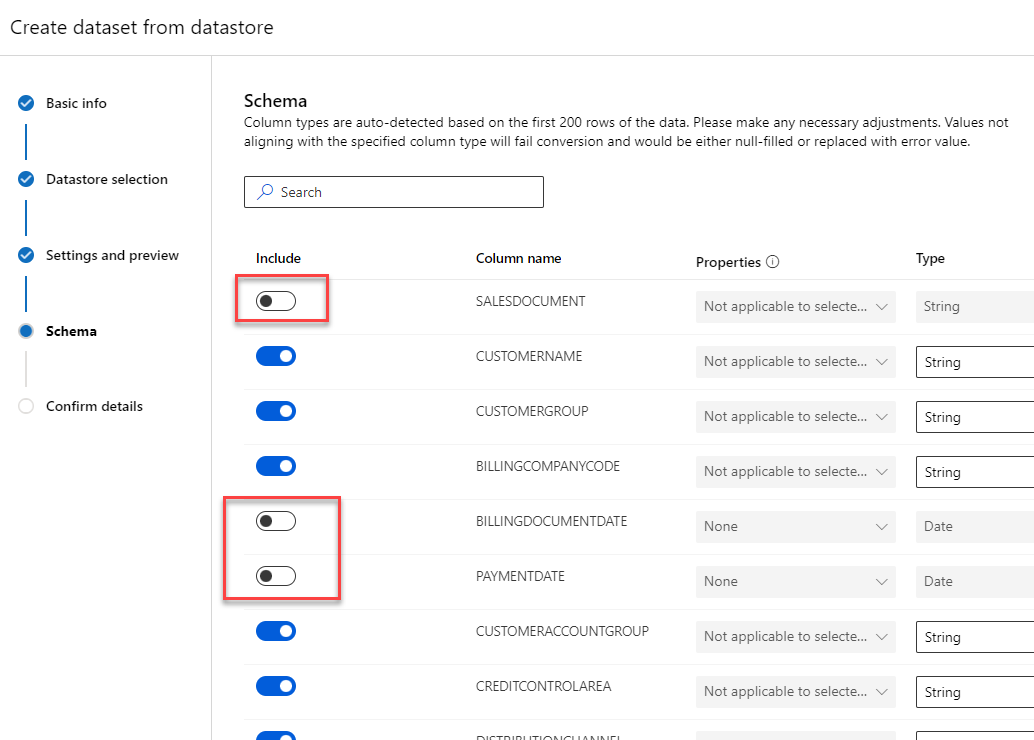 Create dataset from datastore
Basic info
Datastore selection
Settings and preview
Schema
Confirm details
Schema
Column types are auto-detected based on the first 200 rows of the data. Please make any necessary adjustments. Values not
aligning with the specified column type will fail conversion and would be either null-filled or replaced with error value.
Search
Include Column name Properties Type
SALESDOCUMENT Not applicable to selecte... String
CUSTOMERNAME Not applicable to selecte... String
CUSTOMERGROUP Not applicable to selecte... String
BILLINGCOMPANYCODE Not applicable to selecte... String
BILLINGDOCUMENTDATE None Date
PAYMENTDATE None Date
CUSTOMERACCOUNTGROUP Not applicable to selecte... String
CREDITCONTROLAREA Not applicable to selecte... String
DISTRIBUTIONCHANNEL